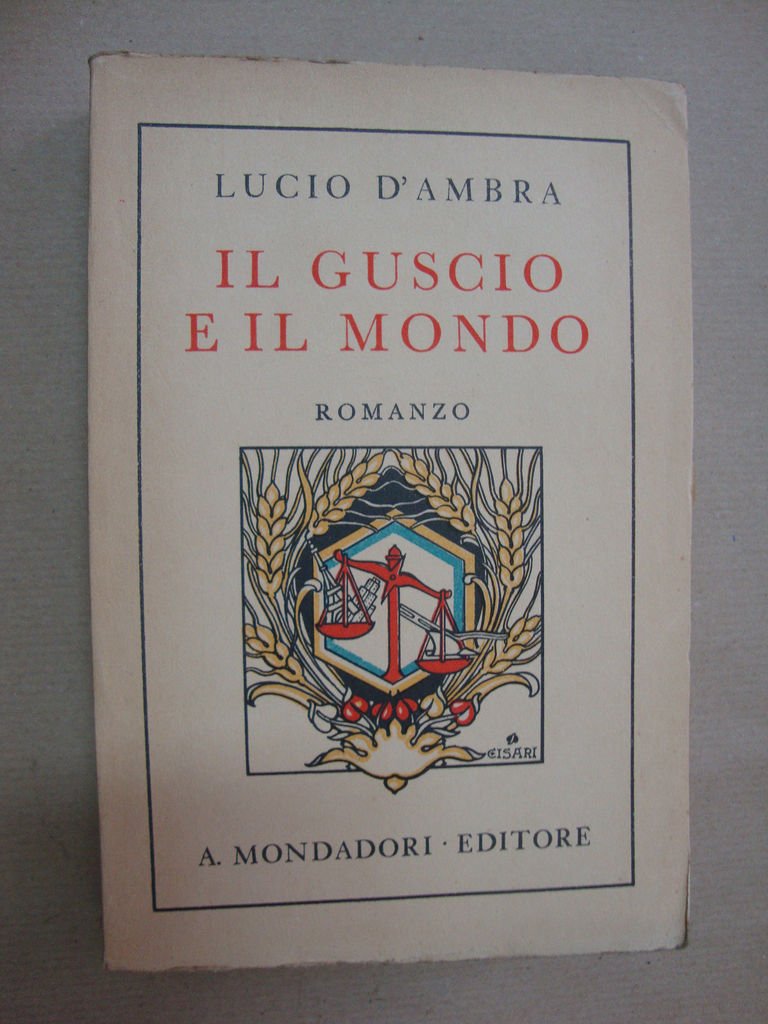 LUCIO D'AMBRA
IL GUSCIO
E IL MONDO
ROMANZO
CISARI
A. MONDADORI · EDITORE